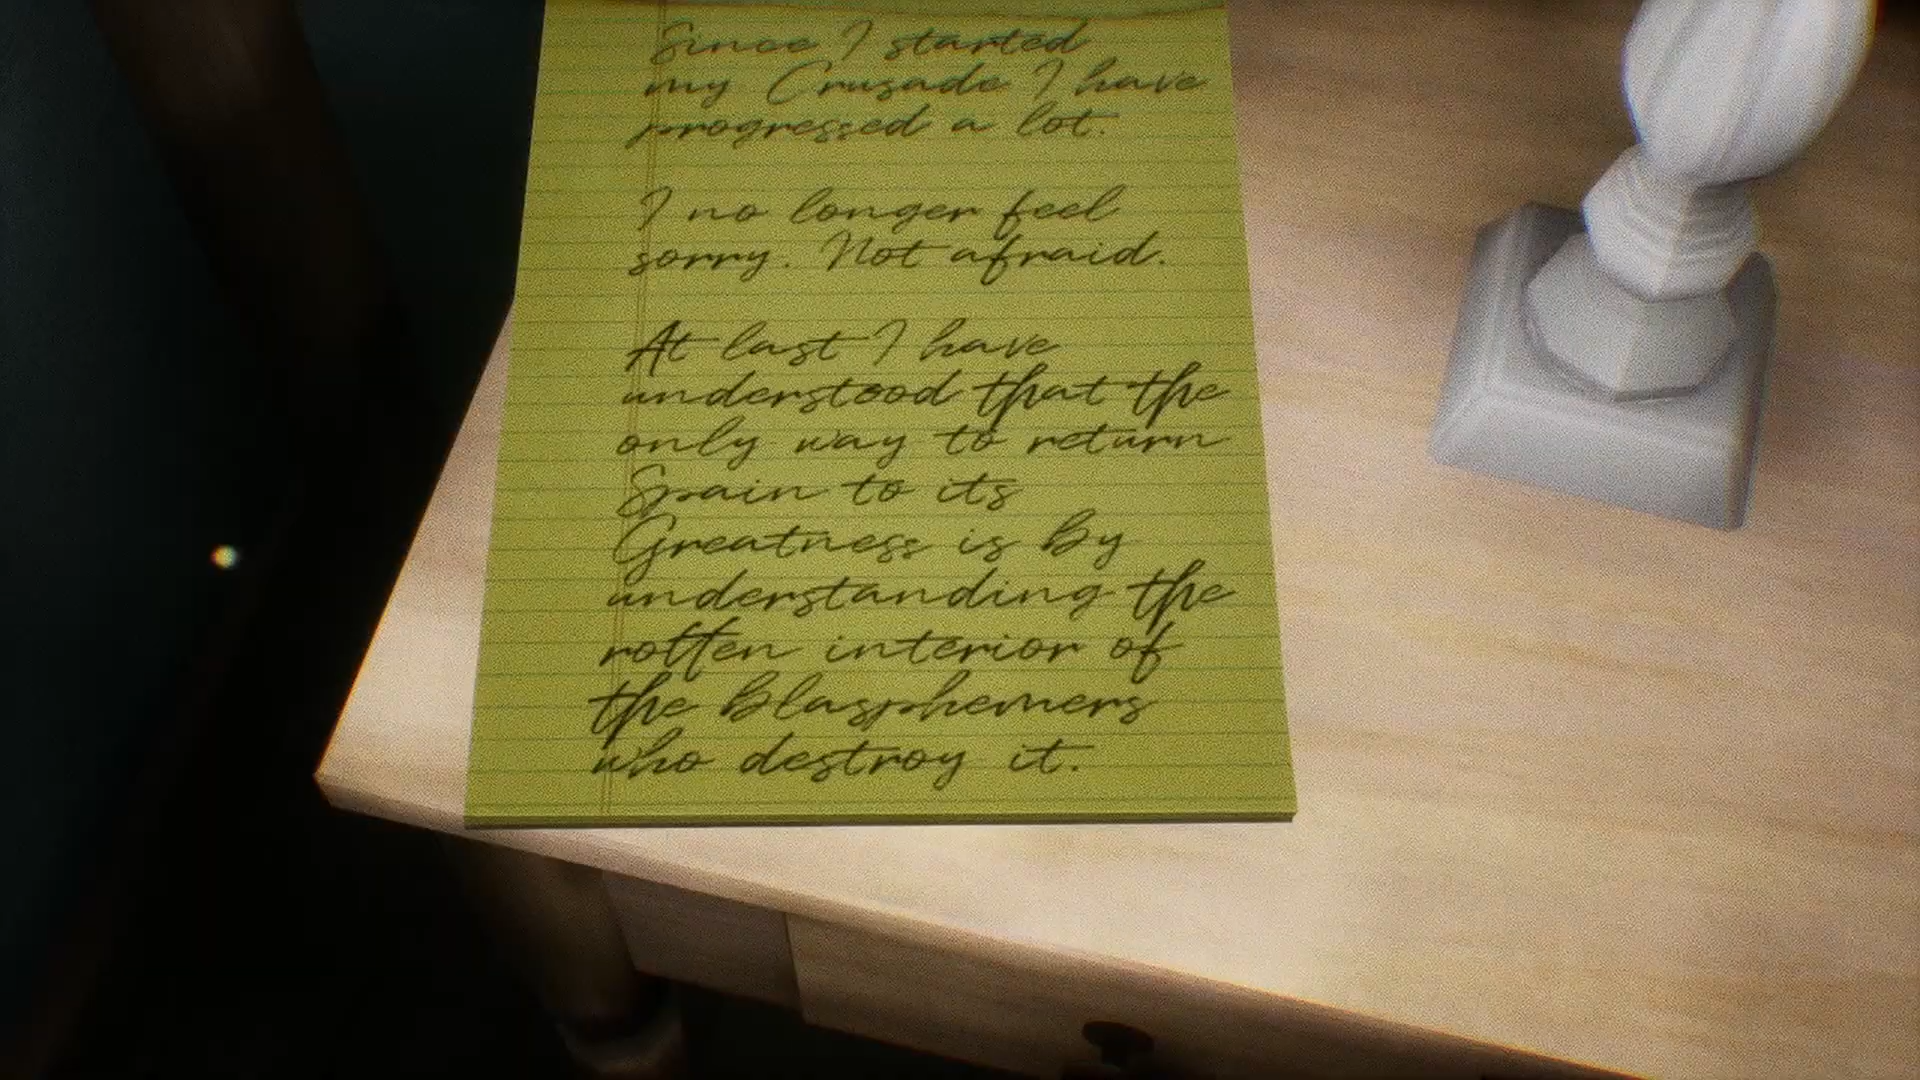 Since I started
my Crusade I have
progressed a lot.
I no longer feel
sorry. Not afraid.
At last I have
understood that the
only way to return
Spain to its
Greatness is by
understanding the
rotten interior of
the blasphemers
who destroy it.